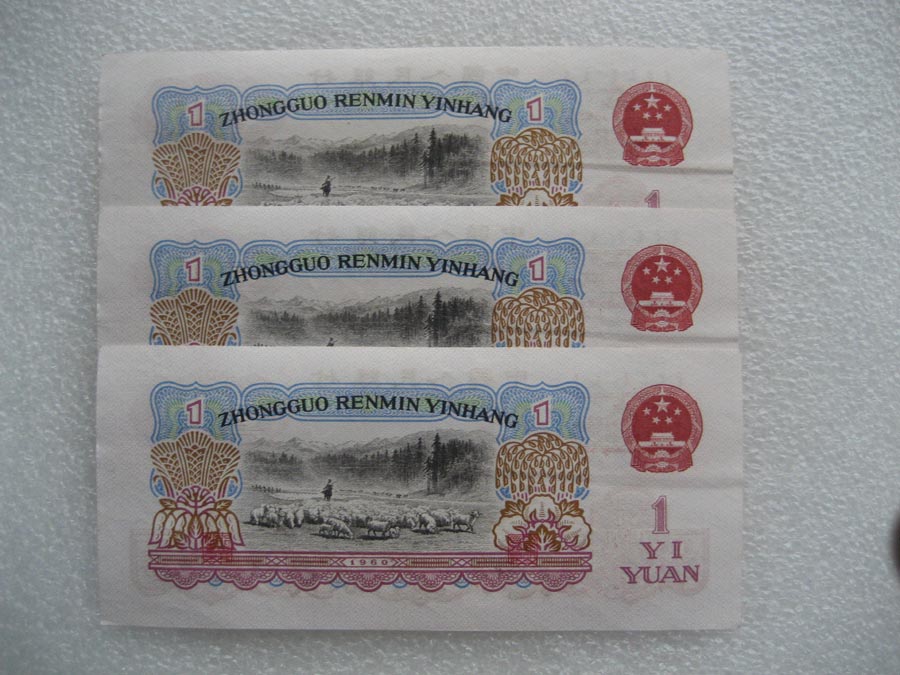 1 ZHONGGUO RENMIN YINHANG 1
1
1 ZHONGGUO RENMIN YINHANG 1
1 ZHONGGUO RENMIN YINHANG 1
1
YI
YUAN
1960